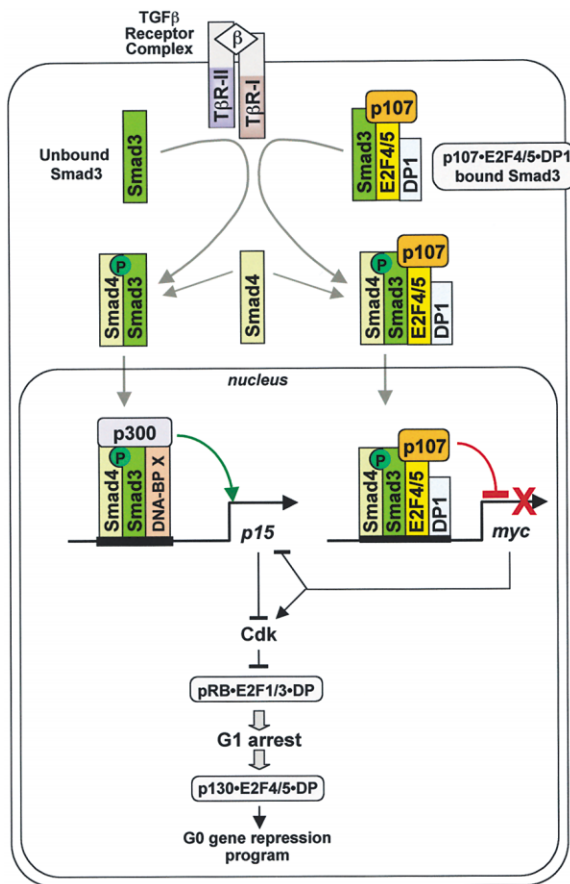 TGFβ
Receptor
Complex
β
TβR-II
TβR-I
Unbound
Smad3
Smad3
p107
Smad3
E2F4/5
DP1
p107•E2F4/5•DP1
bound Smad3
Smad4
P
Smad3
Smad4
p107
Smad4
P
Smad3
E2F4/5
DP1
nucleus
p300
Smad4
P
Smad3
DNA-BP X
p15
p107
Smad4
P
Smad3
E2F4/5
DP1
X
myc
Cdk
pRB•E2F1/3•DP
G1 arrest
p130•E2F4/5•DP
G0 gene repression
program